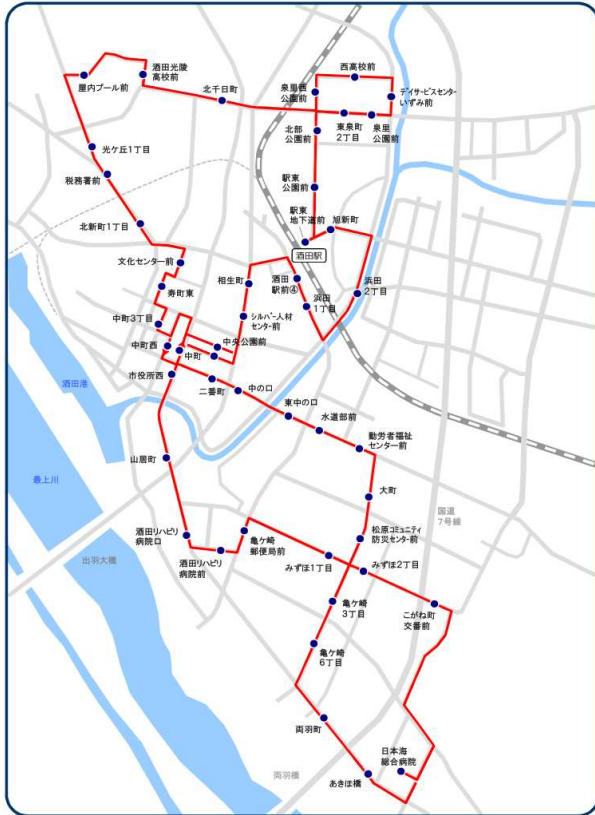 酒田光陵
高校前
屋内プール前
北千日町
西高校前
泉里西
公園前
デイサービスセンター
いずみ前
北部
公園前
東泉町
2丁目
泉里
公園前
光ケ丘1丁目
税務署前
駅東
公園前
北新町1丁目
駅東
地下道前
旭新町
酒田駅
文化センター前
相生町
酒田
駅前④
浜田
2丁目
寿町東
浜田
1丁目
中町3丁目
シルバー人材
センター前
中町西
中央公園前
中町
市役所西
二番町
中の口
酒田港
東中の口
水道部前
勤労者福祉
センター前
山居町
最上川
大町
国道
7号線
酒田リハビリ
病院口
亀ケ崎
郵便局前
松原コミュニティ
防災センター前
出羽大橋
酒田リハビリ
病院前
みずほ1丁目
みずほ2丁目
亀ケ崎
3丁目
こがね町
交番前
亀ケ崎
6丁目
両羽町
日本海
総合病院
両羽橋
あきほ橋